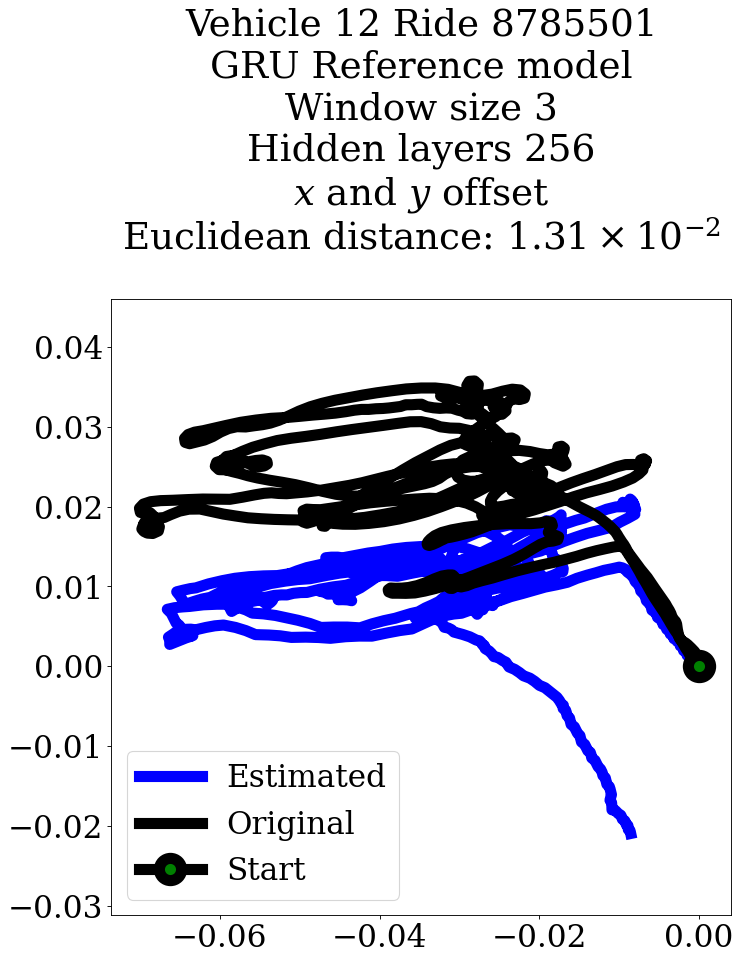 Vehicle 12 Ride 8785501
GRU Reference model
Window size 3
Hidden layers 256
x and y offset
Euclidean distance: 1.31 × 10⁻²
0.04
0.03
0.02
0.01
0.00
−0.01
−0.02
−0.03
Estimated
Original
Start
−0.06 −0.04 −0.02 0.00